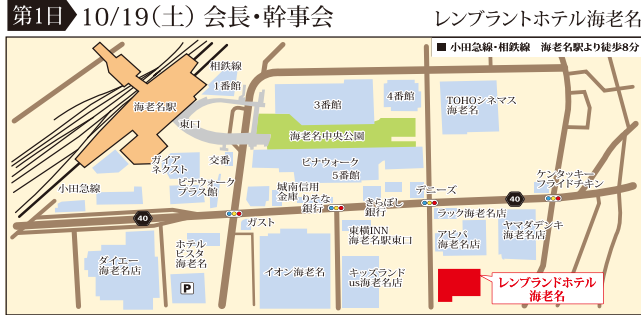 第1日 10/19(土) 会長・幹事会
レンブラントホテル海老名
■ 小田急線・相鉄線 海老名駅より徒歩8分
相鉄線
1番館
海老名駅
3番館
4番館
TOHOシネマス
海老名
東口
海老名中央公園
ガイア
ネクスト
交番
ビナウォーク
5番館
ビナウォーク
プラス館
小田急線
城南信用
金庫
りそな
銀行
きらぼし
銀行
デニーズ
ケンタッキー
フライドチキン
40
40
ガスト
ラック海老名店
東横INN
海老名駅東口
アビバ
海老名店
ヤマダデンキ
海老名店
ダイエー
海老名店
ホテル
ビスタ
海老名
P
イオン海老名
キッズランド
us海老名店
レンブランドホテル
海老名